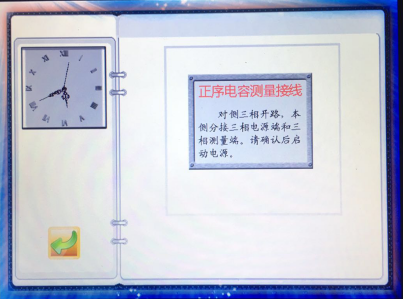 正序电容测量接线
对侧三相开路，本
侧分接三相电源端和三
相测量端。请确认后启
动电源。